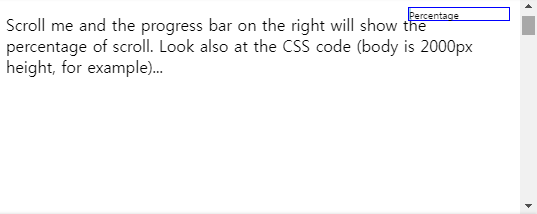 Percentage
Scroll me and the progress bar on the right will show the
percentage of scroll. Look also at the CSS code (body is 2000px
height, for example)...